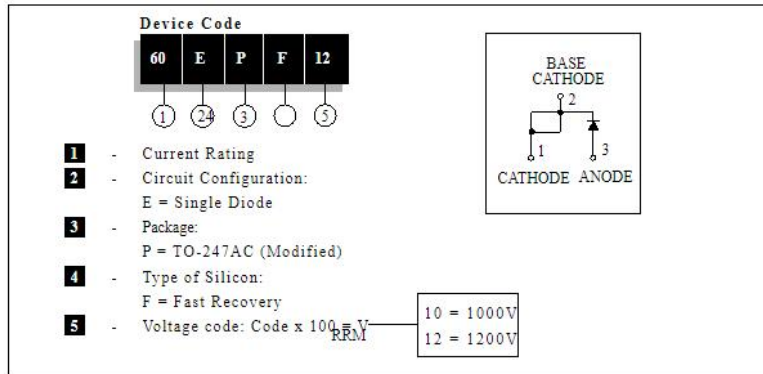 Device Code
60 E P F 12
1 24 3 5
1 - Current Rating
2 - Circuit Configuration:
E = Single Diode
3 - Package:
P = TO-247AC (Modified)
4 - Type of Silicon:
F = Fast Recovery
5 - Voltage code: Code x 100 = V
RRM
10 = 1000V
12 = 1200V
BASE
CATHODE
2
1 3
CATHODE ANODE